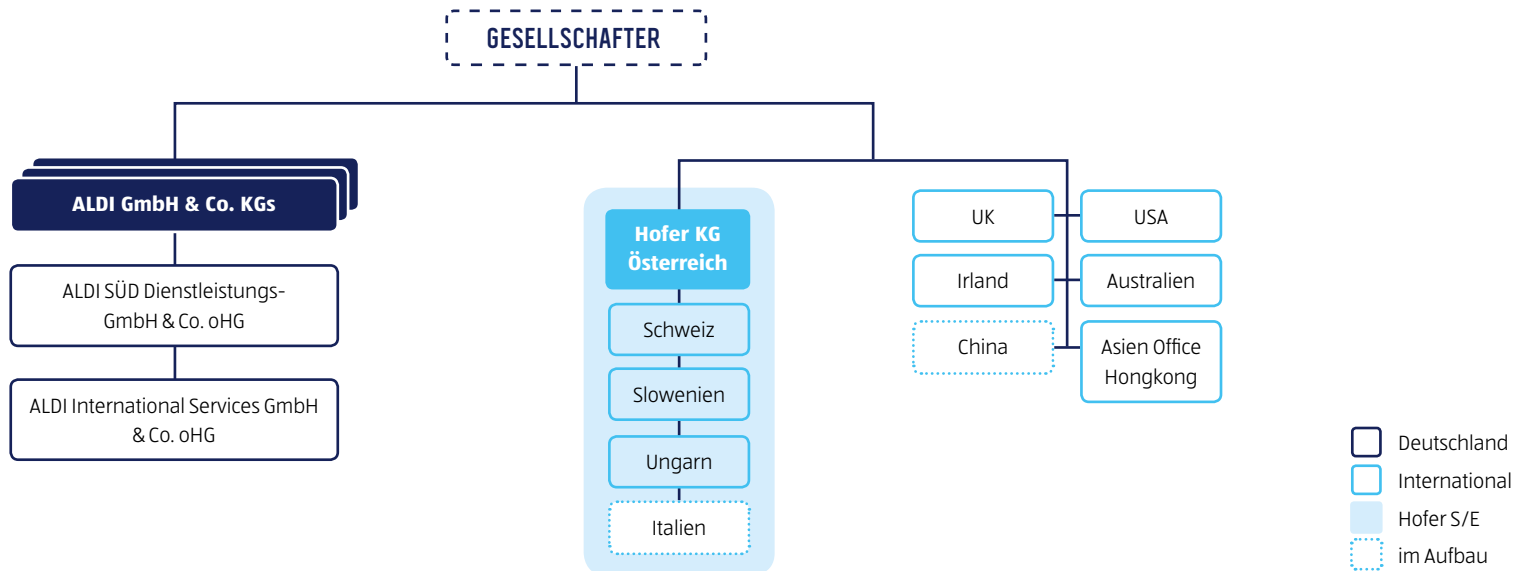 GESELLSCHAFTER
ALDI GmbH & Co. KGs
ALDI SÜD Dienstleistungs-
GmbH & Co. oHG
ALDI International Services GmbH
& Co. oHG
Hofer KG
Österreich
Schweiz
Slowenien
Ungarn
Italien
UK
USA
Irland
Australien
China
Asien Office
Hongkong
Deutschland
International
Hofer S/E
im Aufbau